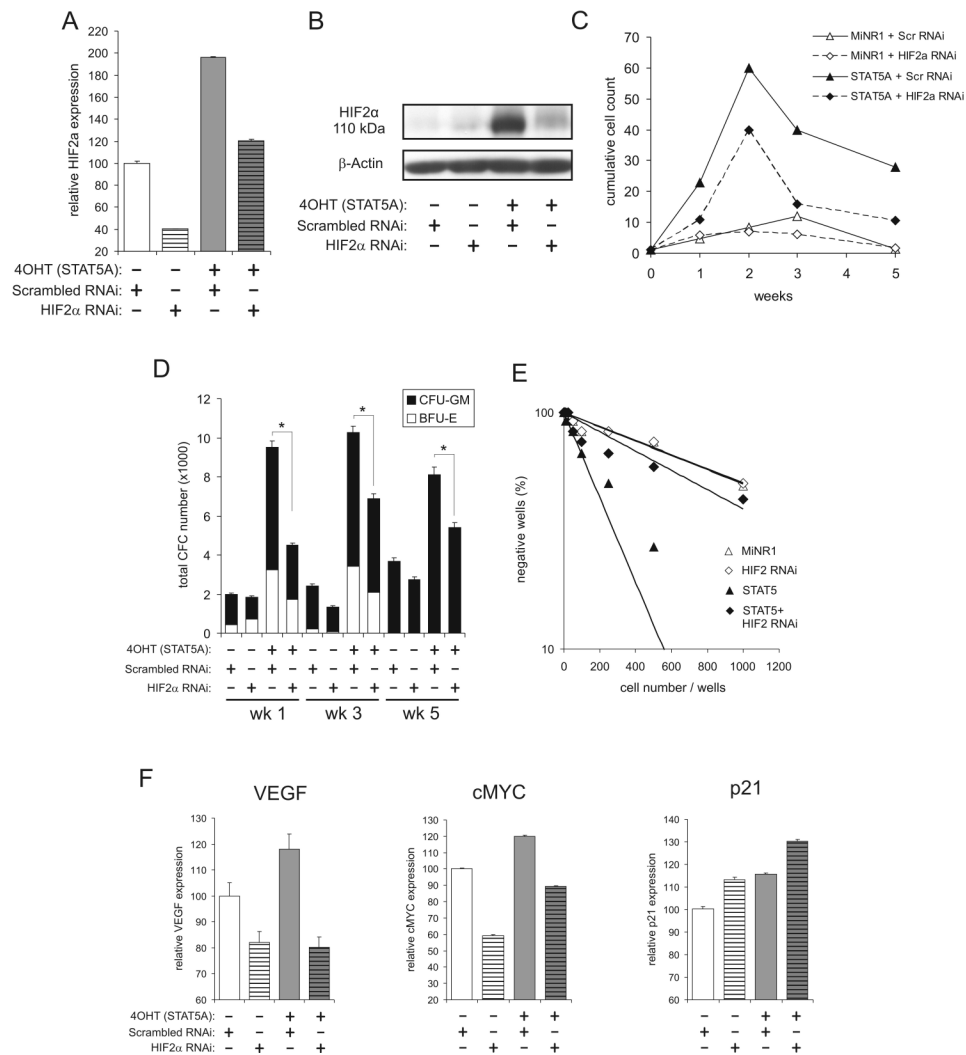 A
relative HIF2a expression
220
200
180
160
140
120
100
80
60
40
20
4OHT (STAT5A): – – + +
Scrambled RNAi: + – + –
HIF2α RNAi: – + – +
B
HIF2α
110 kDa
β-Actin
4OHT (STAT5A): – – + +
Scrambled RNAi: + – + –
HIF2α RNAi: – + – +
C
cumulative cell count
70
60
50
40
30
20
10
0
0 1 2 3 4 5
weeks
MiNR1 + Scr RNAi
MiNR1 + HIF2a RNAi
STAT5A + Scr RNAi
STAT5A + HIF2a RNAi
D
total CFC number (x1000)
12
10
8
6
4
2
0
CFU-GM
BFU-E
* * *
4OHT (STAT5A): – – + + – – + + – – + +
Scrambled RNAi: + – + – + – + – + – + –
HIF2α RNAi: – + – + – + – + – + – +
wk 1 wk 3 wk 5
E
negative wells (%)
100
10
0 200 400 600 800 1000 1200
cell number / wells
MiNR1
HIF2 RNAi
STAT5
STAT5+
HIF2 RNAi
F
VEGF
relative VEGF expression
130
120
110
100
90
80
70
60
4OHT (STAT5A): – – + +
Scrambled RNAi: + – + –
HIF2α RNAi: – + – +
cMYC
relative cMYC expression
130
120
110
100
90
80
70
60
50
40
30
20
– – + +
+ – + –
– + – +
p21
relative p21 expression
140
130
120
110
100
90
80
70
60
– – + +
+ – + –
– + – +